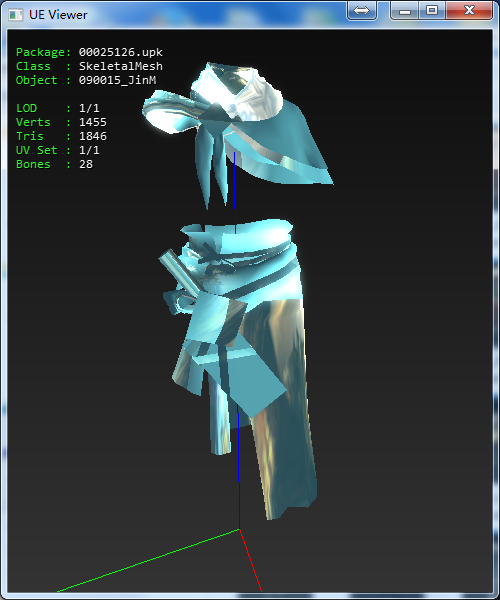 UE Viewer
Package: 00025126.upk
Class  : SkeletalMesh
Object : 090015_JinM
LOD    : 1/1
Verts  : 1455
Tris   : 1846
UV Set : 1/1
Bones  : 28